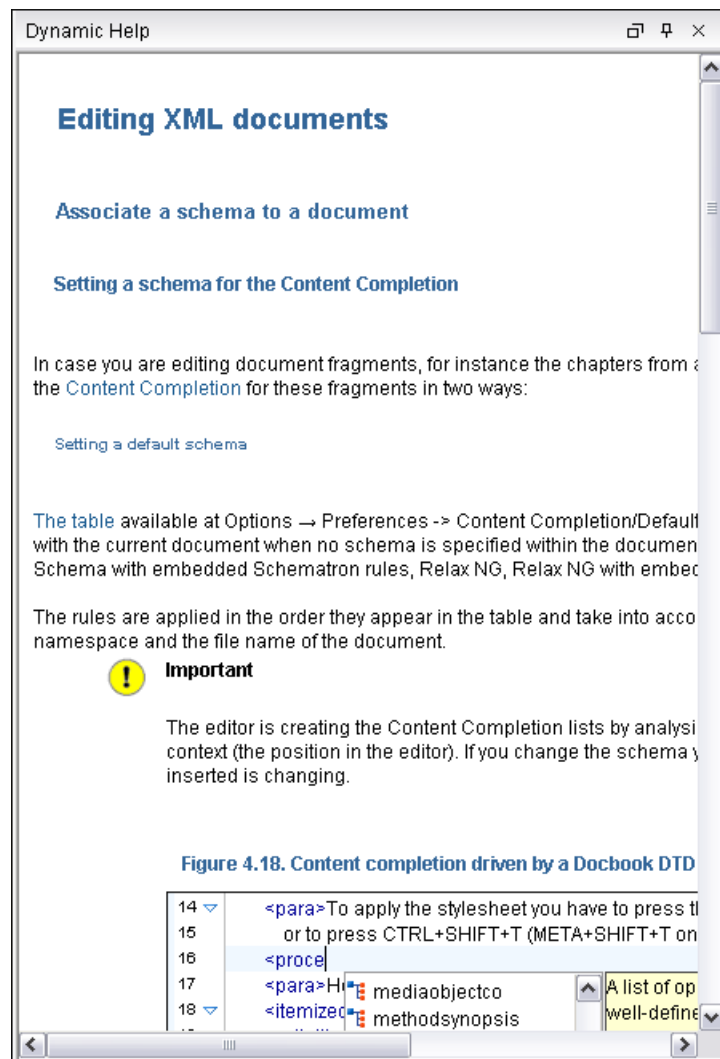 Dynamic Help
Editing XML documents
Associate a schema to a document
Setting a schema for the Content Completion
In case you are editing document fragments, for instance the chapters from
the Content Completion for these fragments in two ways:
Setting a default schema
The table available at Options → Preferences -> Content Completion/Default
with the current document when no schema is specified within the documen
Schema with embedded Schematron rules, Relax NG, Relax NG with embed
The rules are applied in the order they appear in the table and take into acco
namespace and the file name of the document.
Important
The editor is creating the Content Completion lists by analysi
context (the position in the editor). If you change the schema y
inserted is changing.
Figure 4.18. Content completion driven by a Docbook DTD
14 <para>To apply the stylesheet you have to press t
15 or to press CTRL+SHIFT+T (META+SHIFT+T on
16 <proce
17 <para>H
mediaobjectco
A list of op
18 <itemized
methodsynopsis
well-define